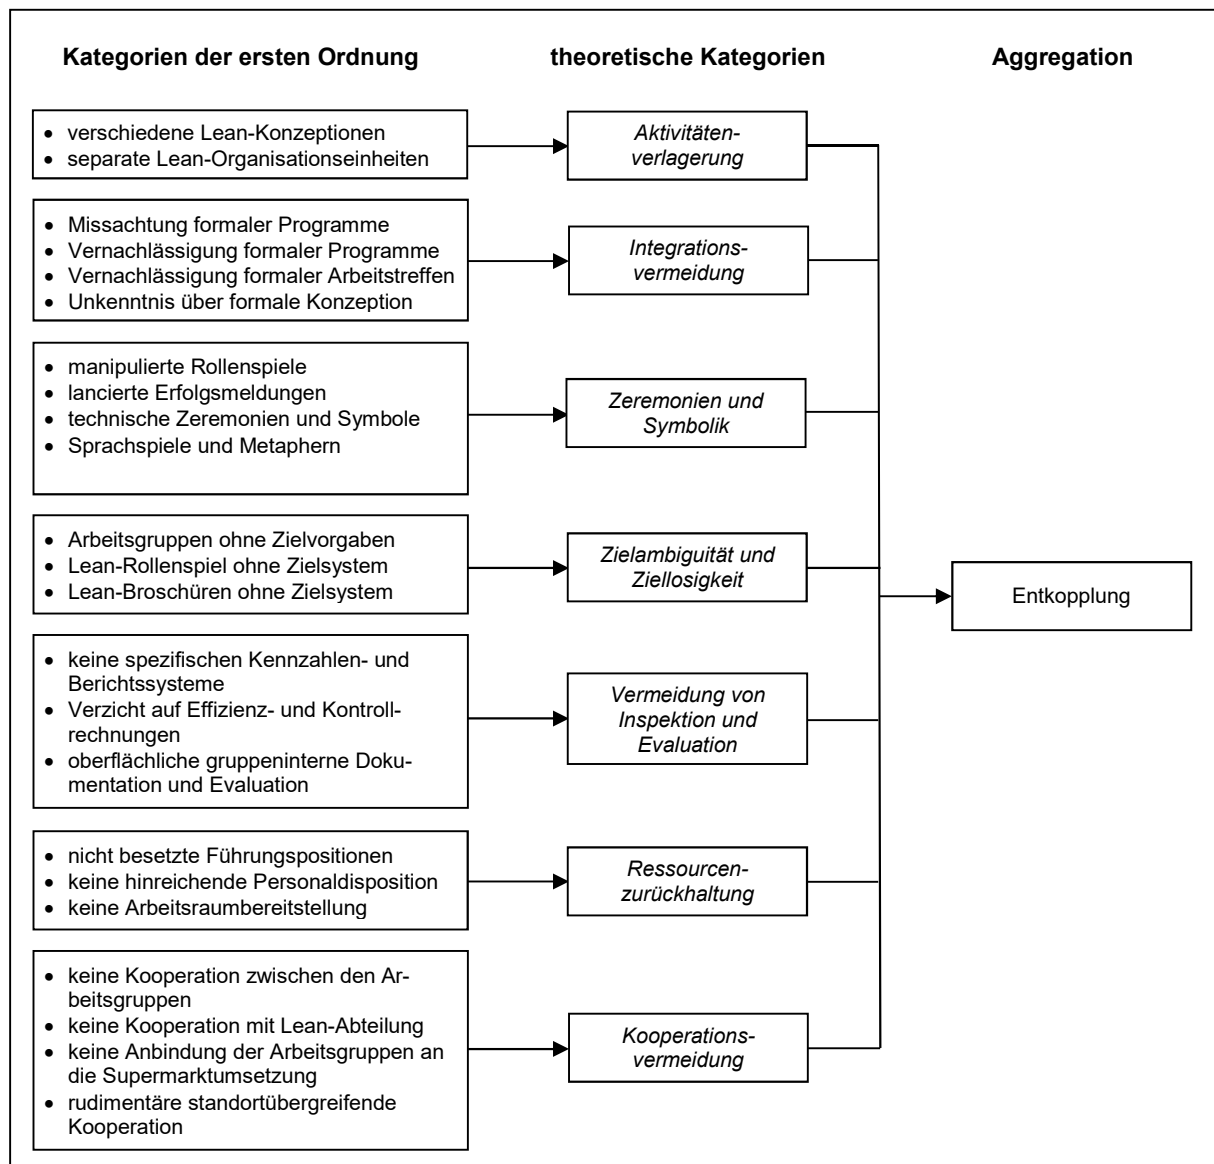 Kategorien der ersten Ordnung
theoretische Kategorien
Aggregation
• verschiedene Lean-Konzeptionen
• separate Lean-Organisationseinheiten
Aktivitäten-
verlagerung
• Missachtung formaler Programme
• Vernachlässigung formaler Programme
• Vernachlässigung formaler Arbeitstreffen
• Unkenntnis über formale Konzeption
Integrations-
vermeidung
• manipulierte Rollenspiele
• lancierte Erfolgsmeldungen
• technische Zeremonien und Symbole
• Sprachspiele und Metaphern
Zeremonien und
Symbolik
• Arbeitsgruppen ohne Zielvorgaben
• Lean-Rollenspiel ohne Zielsystem
• Lean-Broschüren ohne Zielsystem
Zielambiguität und
Ziellosigkeit
Entkopplung
• keine spezifischen Kennzahlen- und
Berichtssysteme
• Verzicht auf Effizienz- und Kontroll-
rechnungen
• oberflächliche gruppeninterne Doku-
mentation und Evaluation
Vermeidung von
Inspektion und
Evaluation
• nicht besetzte Führungspositionen
• keine hinreichende Personaldisposition
• keine Arbeitsraumbereitstellung
Ressourcen-
zurückhaltung
• keine Kooperation zwischen den Ar-
beitsgruppen
• keine Kooperation mit Lean-Abteilung
• keine Anbindung der Arbeitsgruppen an
die Supermarktumsetzung
• rudimentäre standortübergreifende
Kooperation
Kooperations-
vermeidung